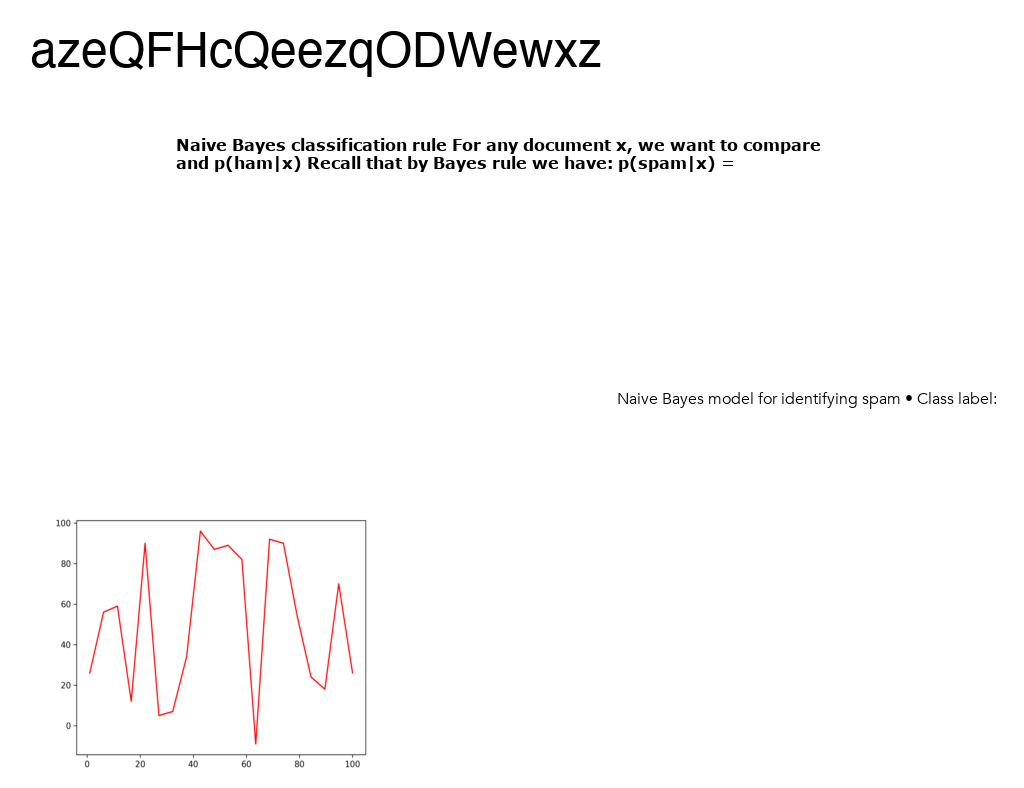 azeQFHcQeezqODWewxz
Naive Bayes classification rule For any document x, we want to compare
and p(ham|x) Recall that by Bayes rule we have: p(spam|x) =
Naive Bayes model for identifying spam • Class label:
100
80
60
40
20
0
0 20 40 60 80 100